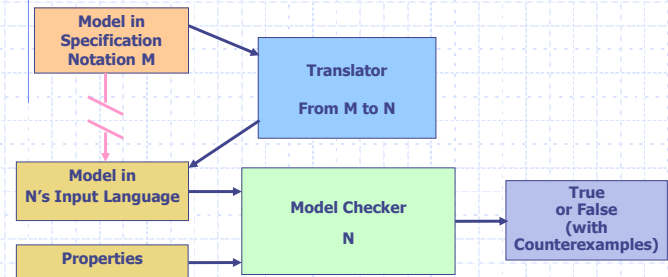 Model in
Specification
Notation M
Translator
From M to N
Model in
N's Input Language
Model Checker
N
True
or False
(with
Counterexamples)
Properties